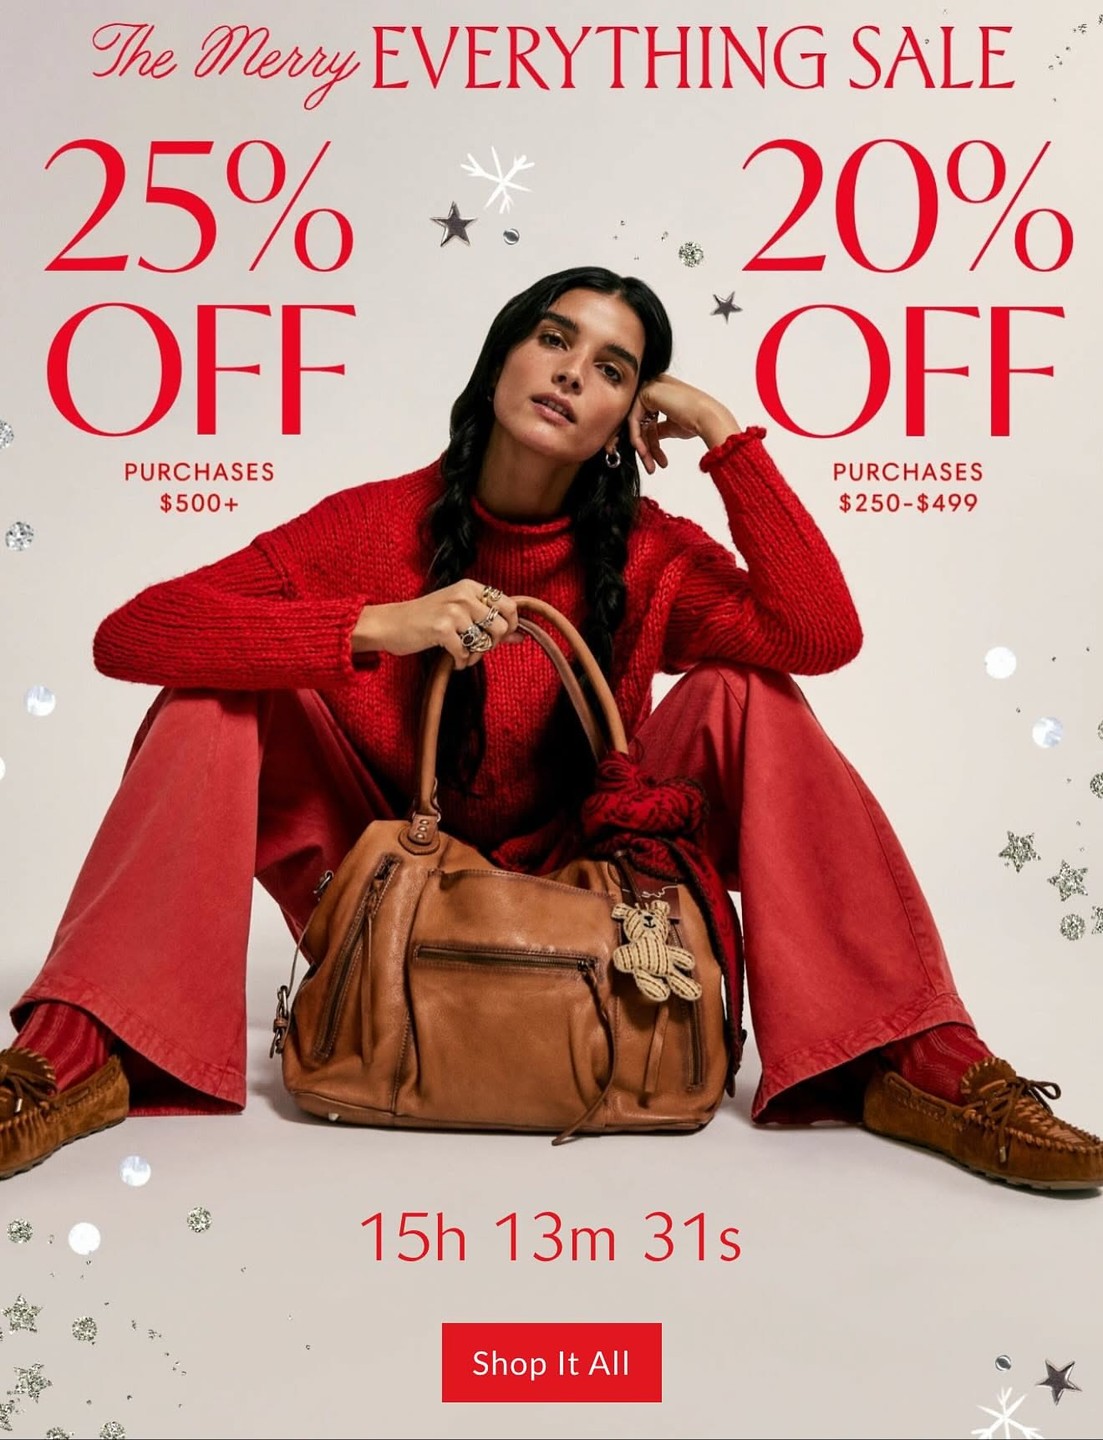 The Merry EVERYTHING SALE
25%
OFF
PURCHASES
$500+
20%
OFF
PURCHASES
$250-$499
15h 13m 31s
Shop It All